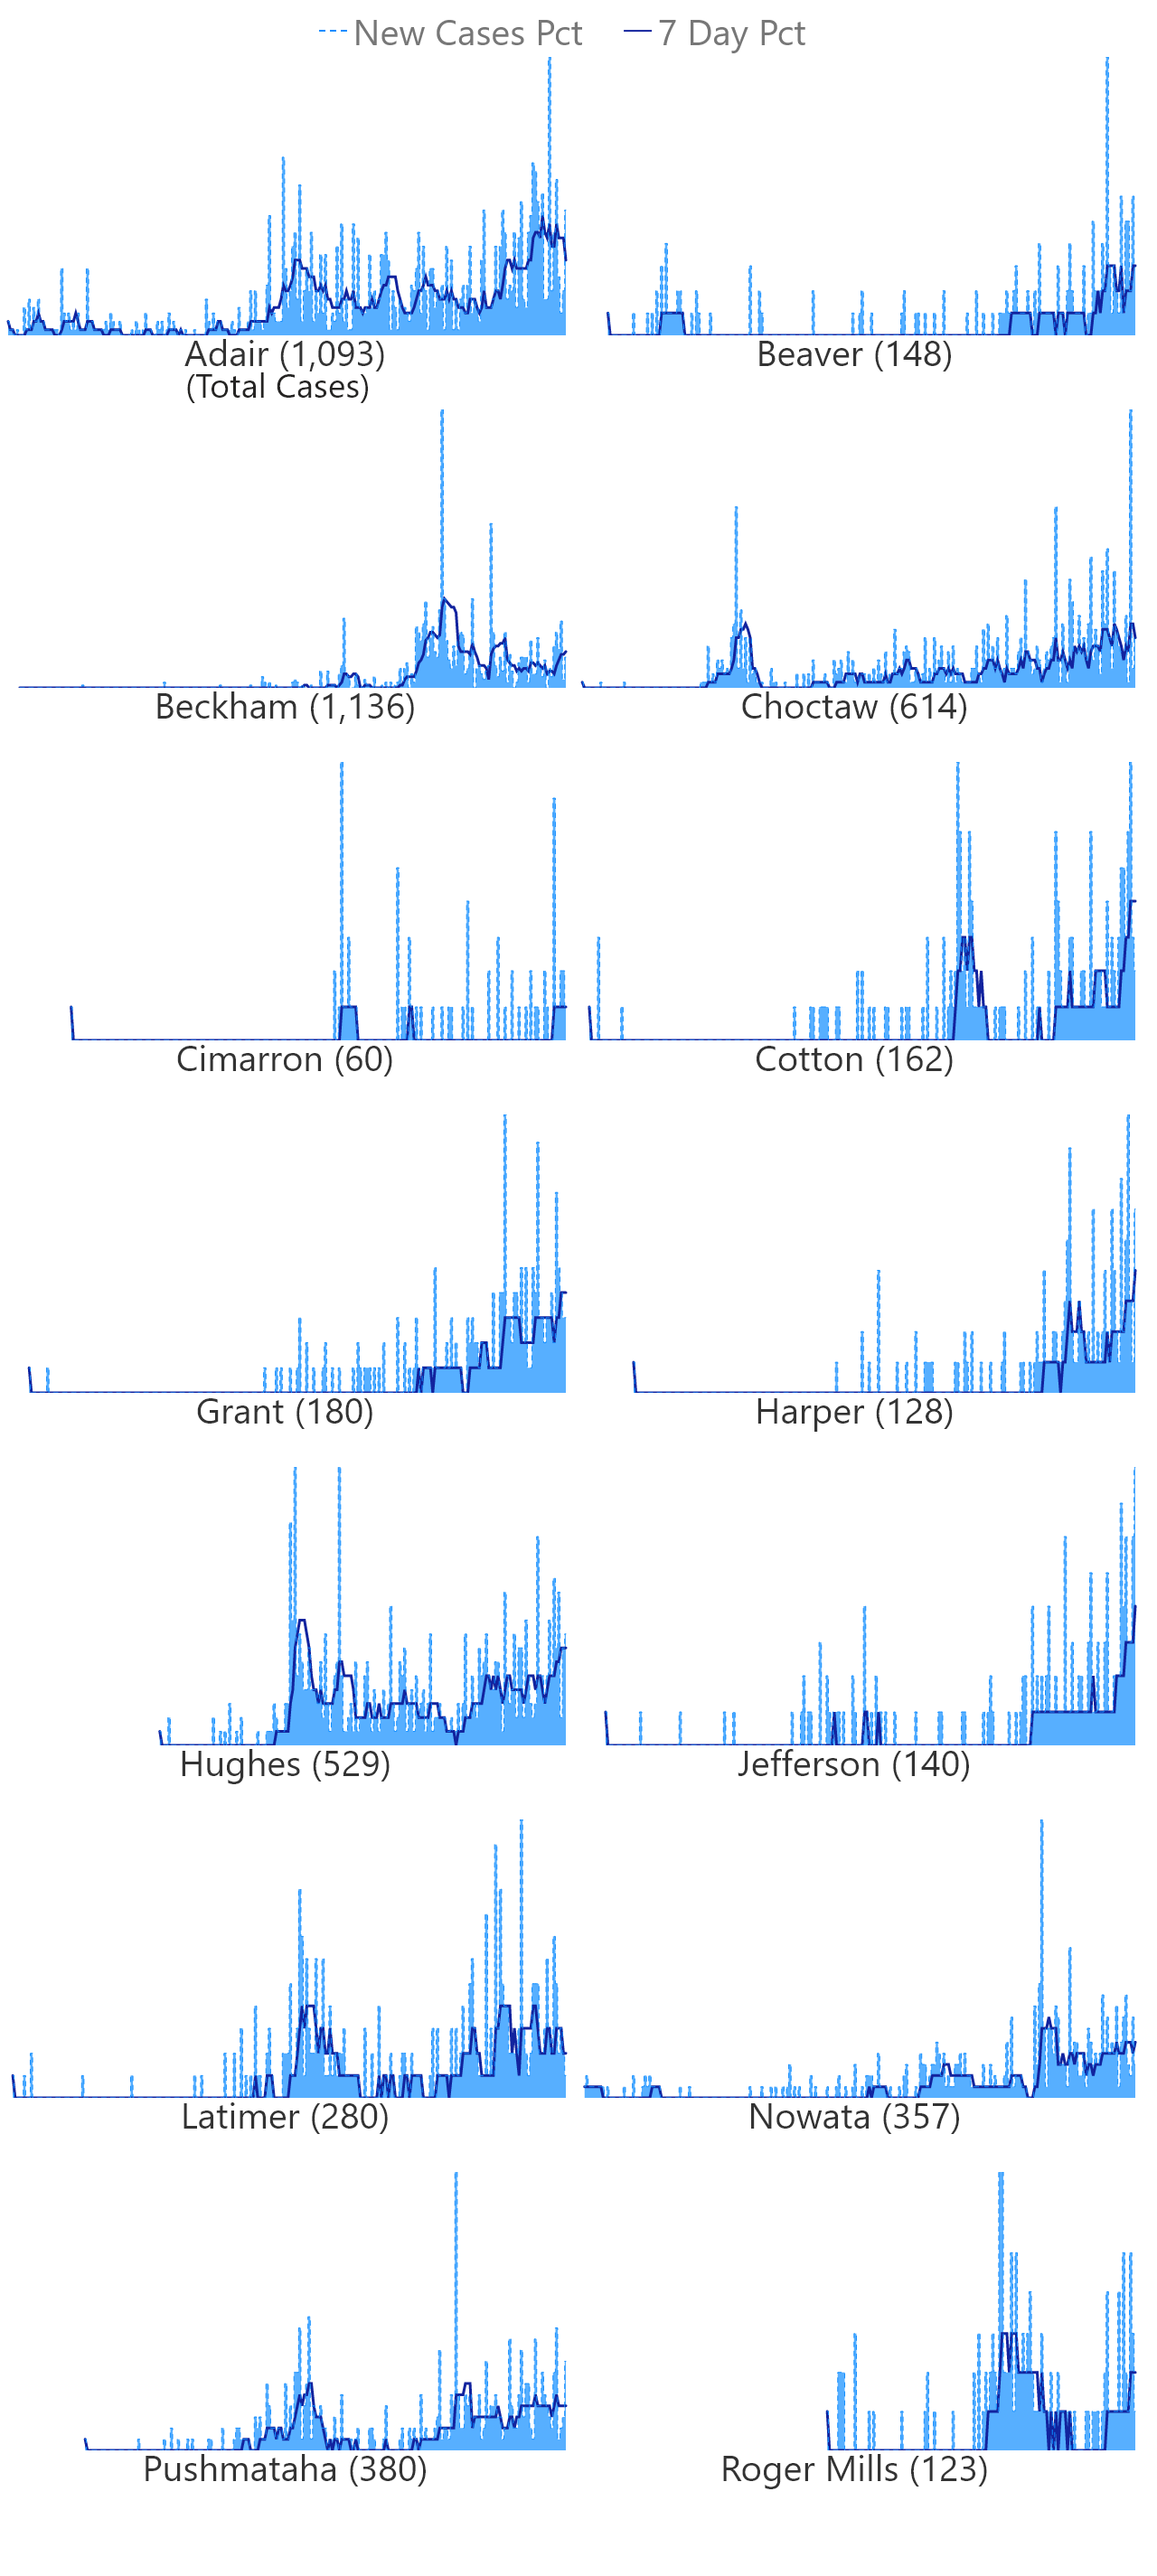 New Cases Pct 7 Day Pct
Adair (1,093) Beaver (148)
(Total Cases)
Beckham (1,136) Choctaw (614)
Cimarron (60) Cotton (162)
Grant (180) Harper (128)
Hughes (529) Jefferson (140)
Latimer (280) Nowata (357)
Pushmataha (380) Roger Mills (123)